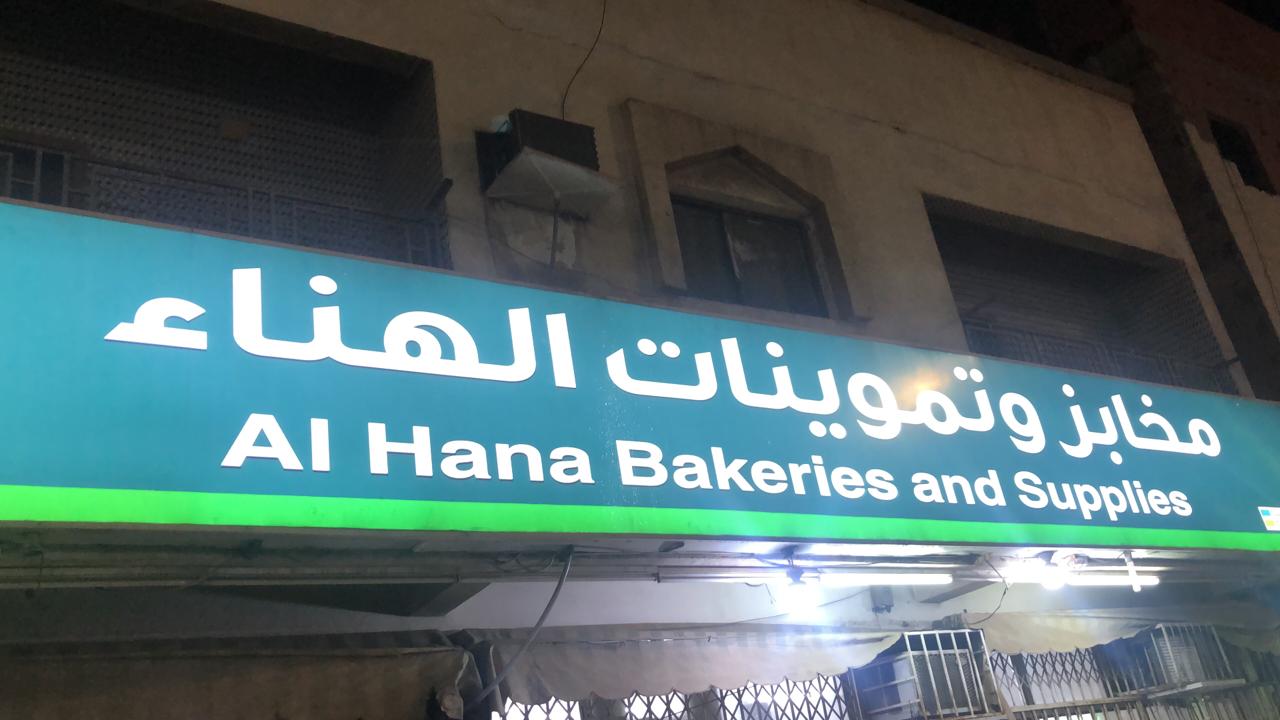 مخابز وتموينات الهناء
Al Hana Bakeries and Supplies